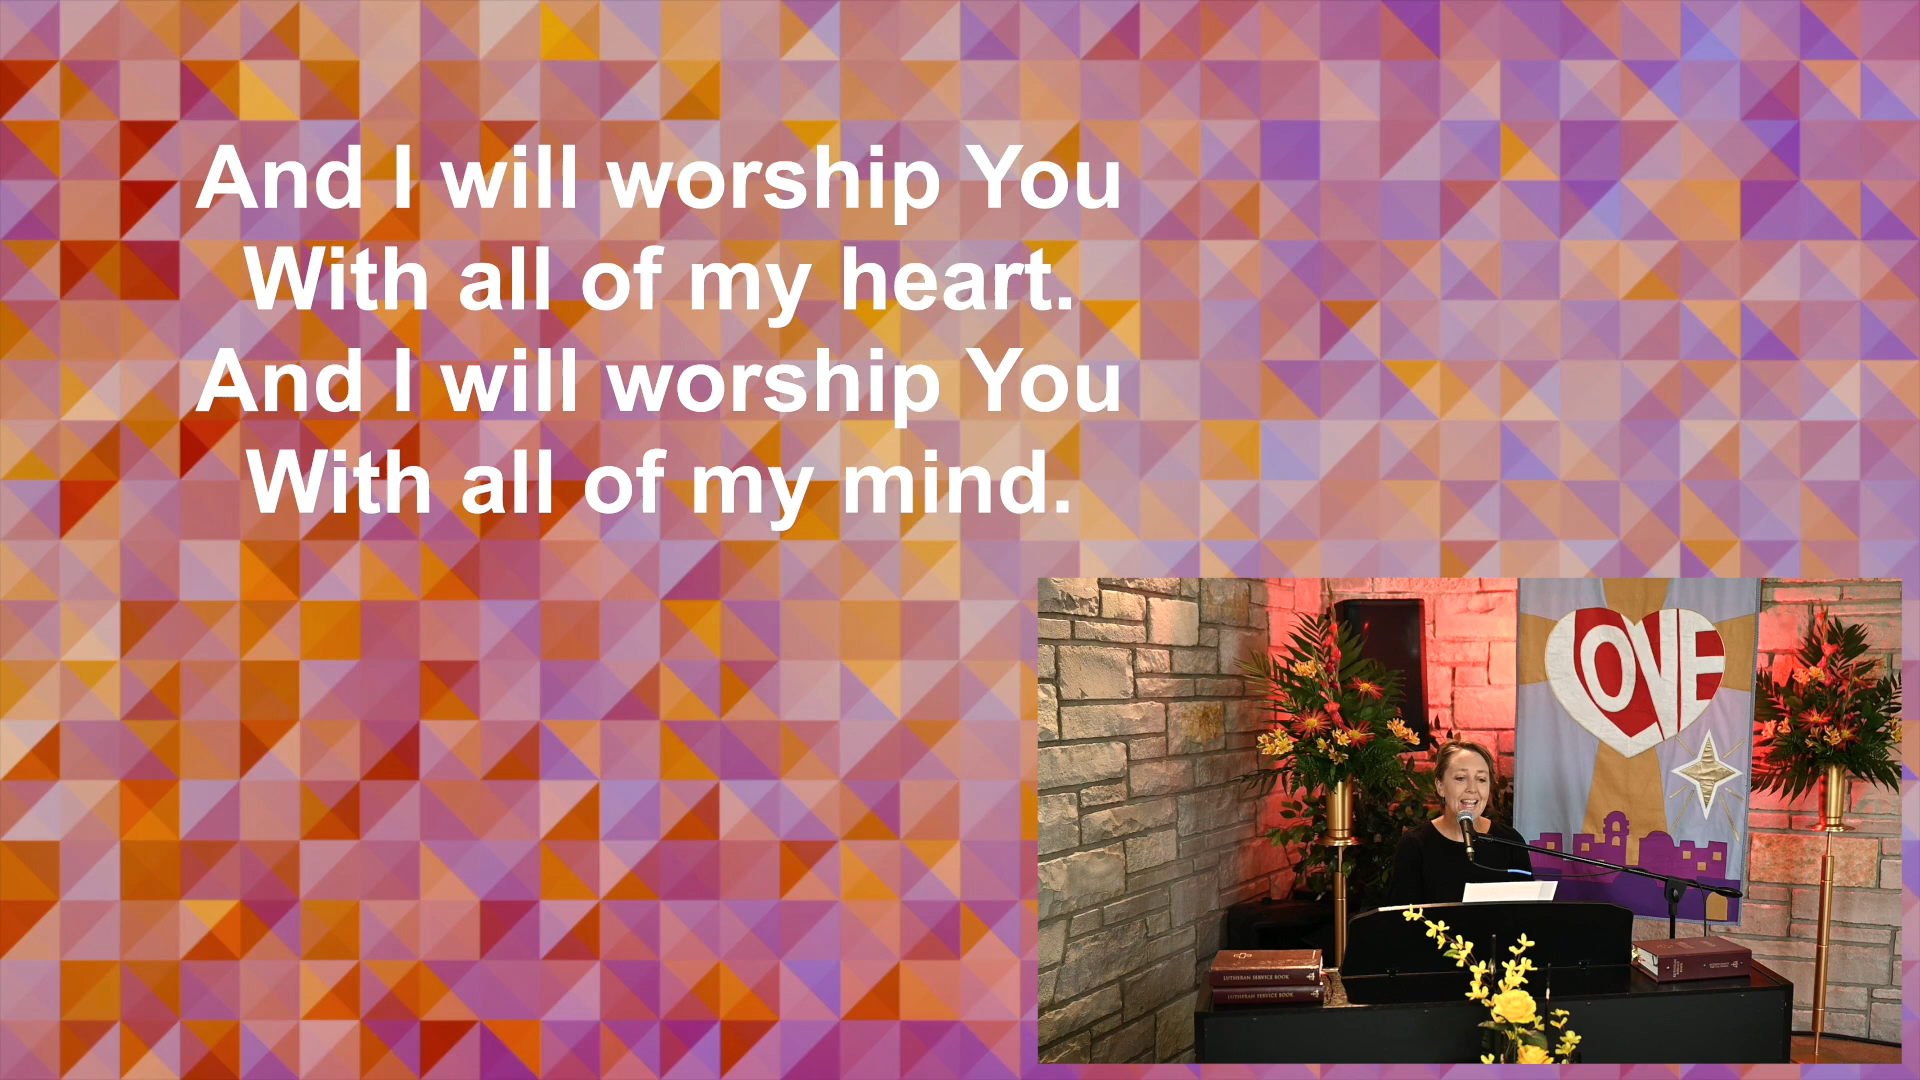 And I will worship You
With all of my heart.
And I will worship You
With all of my mind.
LOVE
LUTHERAN SERVICE BOOK
LUTHERAN SERVICE BOOK